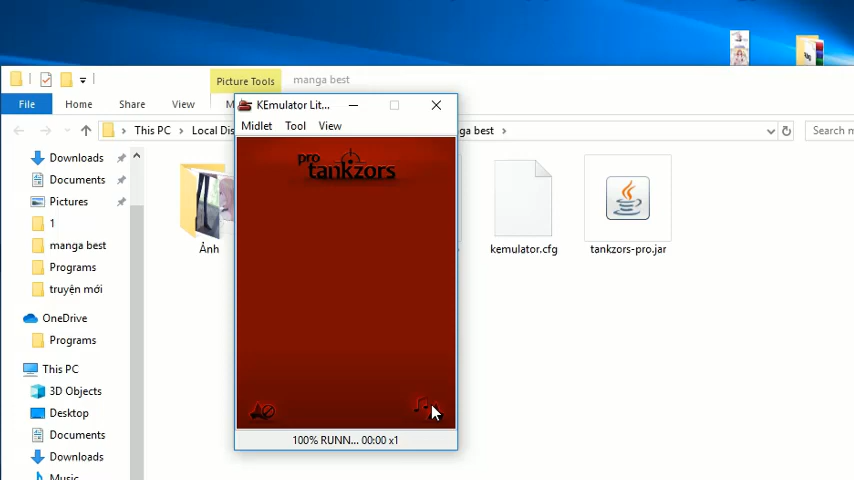 Picture Tools
manga best
File
Home
Share
View
M
This PC
Local Dis
ga best
Search m
Downloads
Documents
Pictures
1
manga best
Programs
truyện mới
OneDrive
Programs
This PC
3D Objects
Desktop
Documents
Downloads
Music
Ảnh
kemulator.cfg
tankzors-pro.jar
KEmulator Lit...
Midlet
Tool
View
pro
tankzors
100% RUNN... 00:00 x1